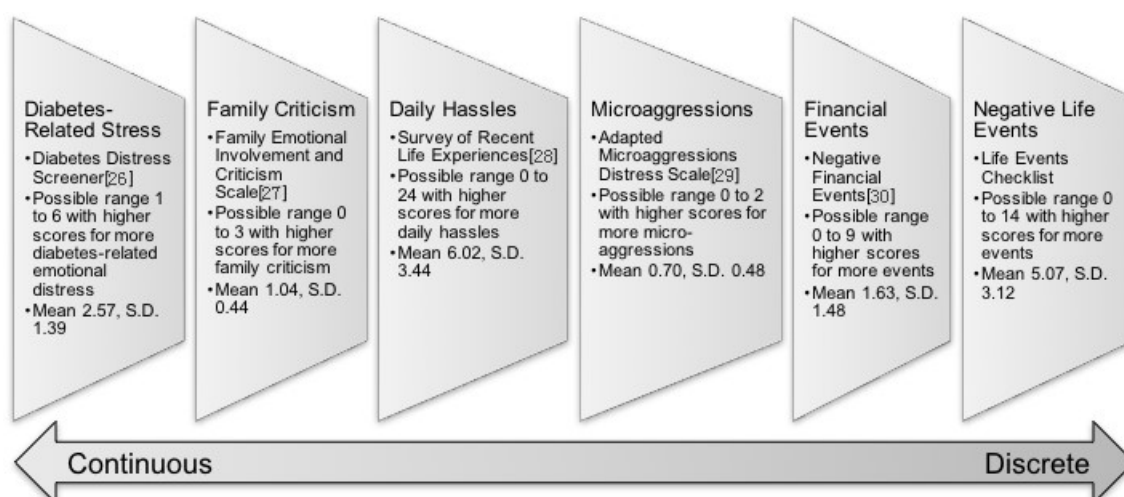 Diabetes-
Related Stress
•Diabetes Distress
Screener[26]
•Possible range 1
to 6 with higher
scores for more
diabetes-related
emotional
distress
•Mean 2.57, S.D.
1.39
Family Criticism
•Family Emotional
Involvement and
Criticism
Scale[27]
•Possible range 0
to 3 with higher
scores for more
family criticism
•Mean 1.04, S.D.
0.44
Daily Hassles
•Survey of Recent
Life Experiences[28]
•Possible range 0 to
24 with higher
scores for more
daily hassles
•Mean 6.02, S.D.
3.44
Microaggressions
•Adapted
Microaggressions
Distress Scale[29]
•Possible range 0 to 2
with higher scores for
more micro-
aggressions
•Mean 0.70, S.D. 0.48
Financial
Events
•Negative
Financial
Events[30]
•Possible range
0 to 9 with
higher scores
for more events
•Mean 1.63, S.D.
1.48
Negative Life
Events
•Life Events
Checklist
•Possible range 0
to 14 with higher
scores for more
events
•Mean 5.07, S.D.
3.12
Continuous
Discrete